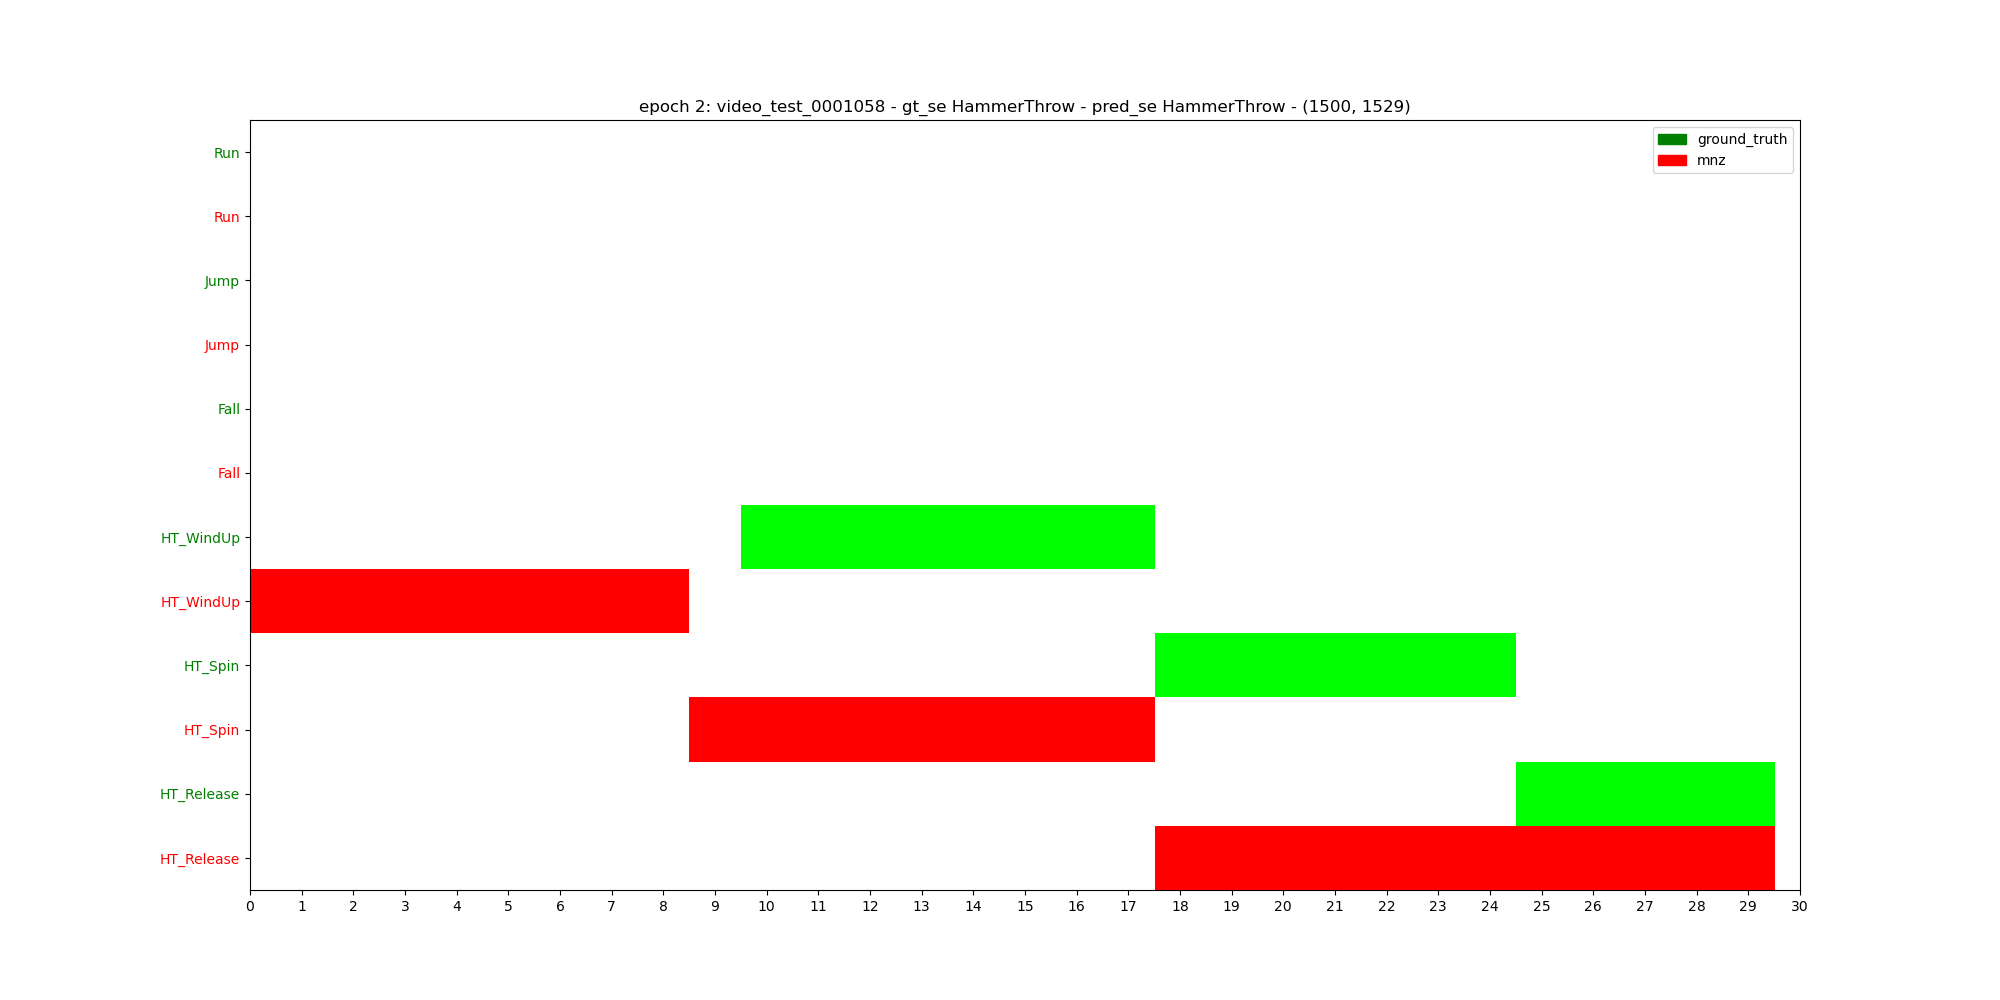 epoch 2: video_test_0001058 - gt_se HammerThrow - pred_se HammerThrow - (1500, 1529)
ground_truth
mnz
Run
Run
Jump
Jump
Fall
Fall
HT_WindUp
HT_WindUp
HT_Spin
HT_Spin
HT_Release
HT_Release
0 1 2 3 4 5 6 7 8 9 10 11 12 13 14 15 16 17 18 19 20 21 22 23 24 25 26 27 28 29 30